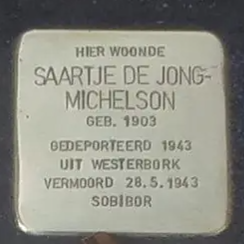 HIER WOONDE
SAARTJE DE JONG-
MICHELSON
GEB. 1903
GEDEPORTEERD 1943
UIT WESTERBORK
VERMOORD 28.5.1943
SOBIBOR